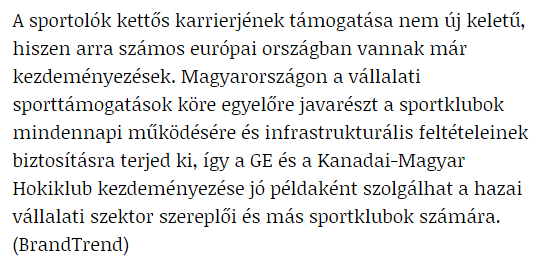 A sportolók kettős karrierjének támogatása nem új keletű,
hiszen arra számos európai országban vannak már
kezdeményezések. Magyarországon a vállalati
sporttámogatások köre egyelőre javarészt a sportklubok
mindennapi működésére és infrastrukturális feltételeinek
biztosításra terjed ki, így a GE és a Kanadai-Magyar
Hokiklub kezdeményezése jó példaként szolgálhat a hazai
vállalati szektor szereplői és más sportklubok számára.
(BrandTrend)